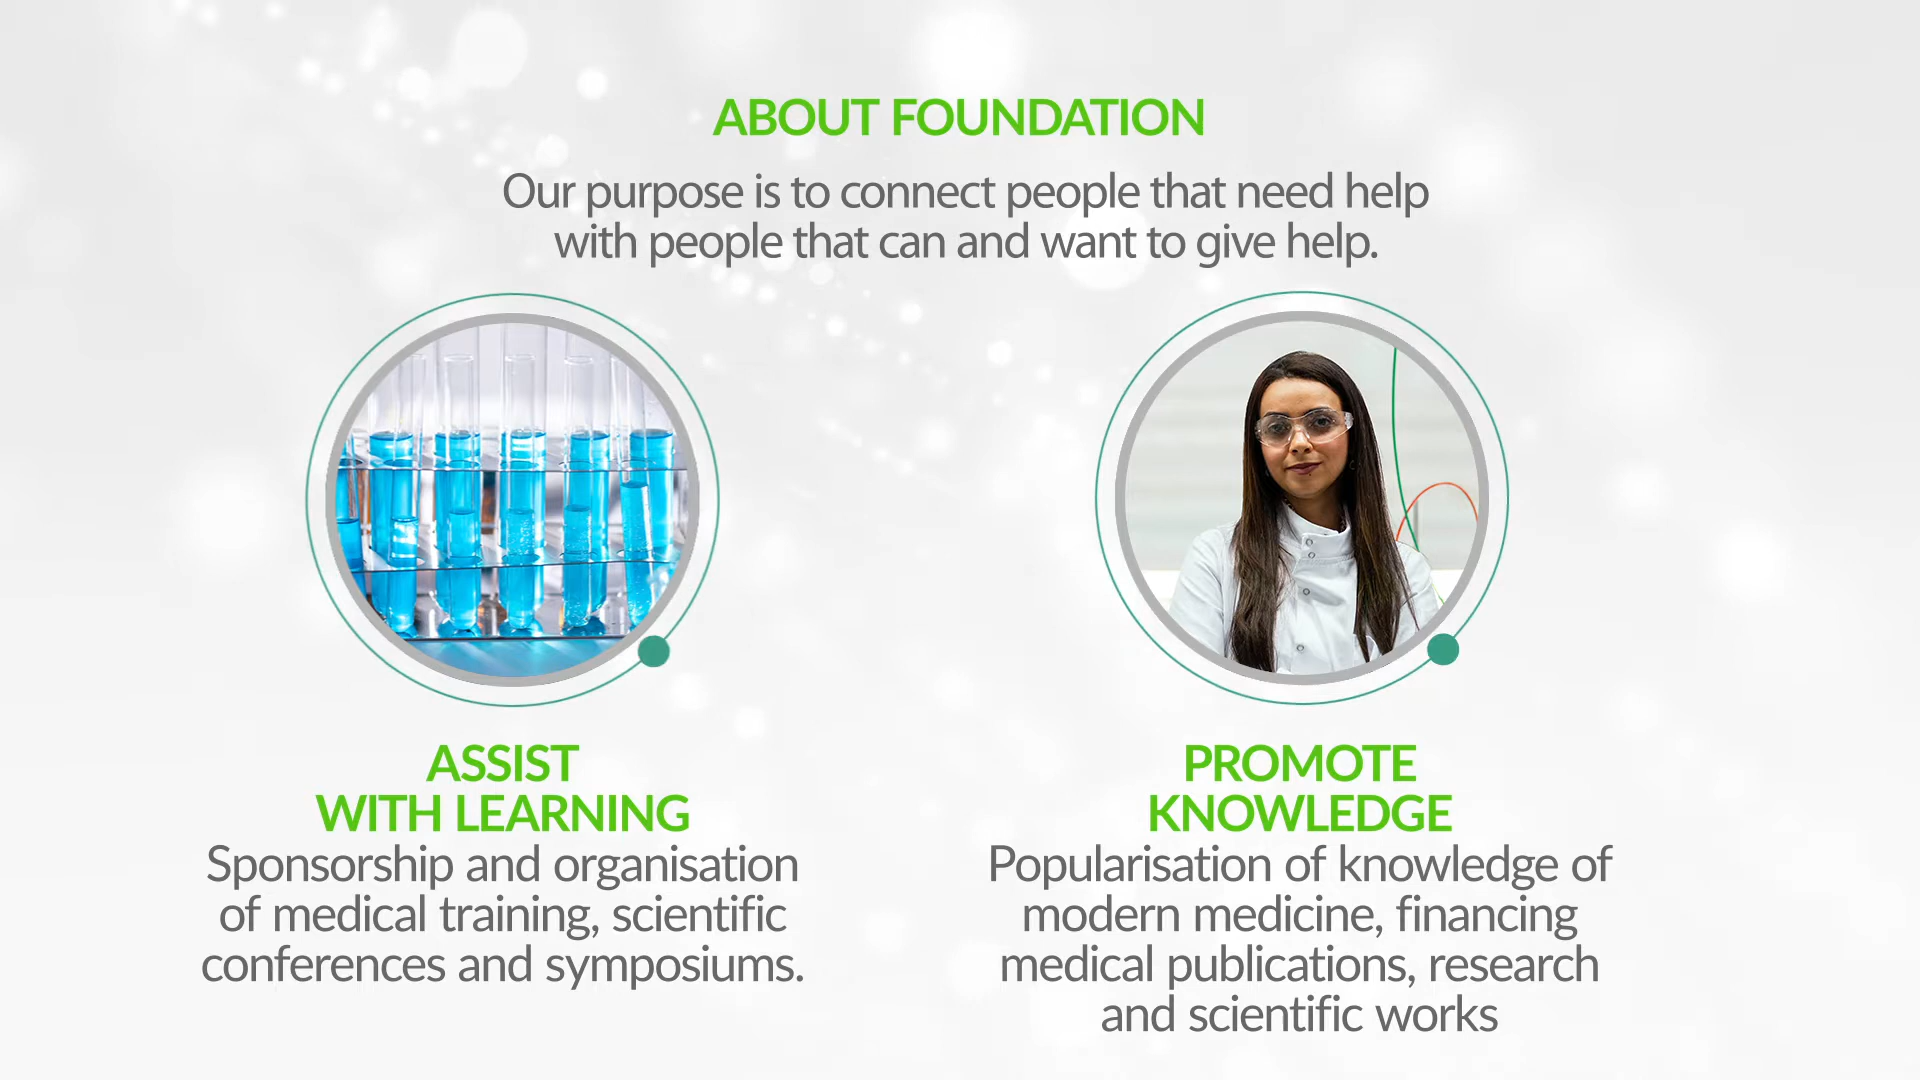 ABOUT FOUNDATION
Our purpose is to connect people that need help
with people that can and want to give help.
ASSIST
WITH LEARNING
Sponsorship and organisation
of medical training, scientific
conferences and symposiums.
PROMOTE
KNOWLEDGE
Popularisation of knowledge of
modern medicine, financing
medical publications, research
and scientific works